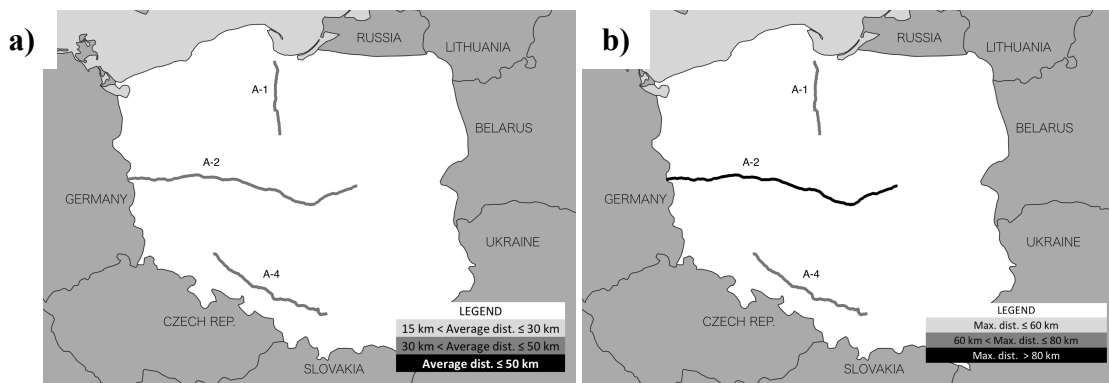 a)
RUSSIA
LITHUANIA
A-1
BELARUS
A-2
GERMANY
UKRAINE
A-4
LEGEND
15 km < Average dist. ≤ 30 km
30 km < Average dist. ≤ 50 km
Average dist. ≤ 50 km
CZECH REP.
SLOVAKIA
b)
RUSSIA
LITHUANIA
A-1
BELARUS
A-2
GERMANY
UKRAINE
A-4
LEGEND
Max. dist. ≤ 60 km
60 km < Max. dist. ≤ 80 km
Max. dist. > 80 km
CZECH REP.
SLOVAKIA